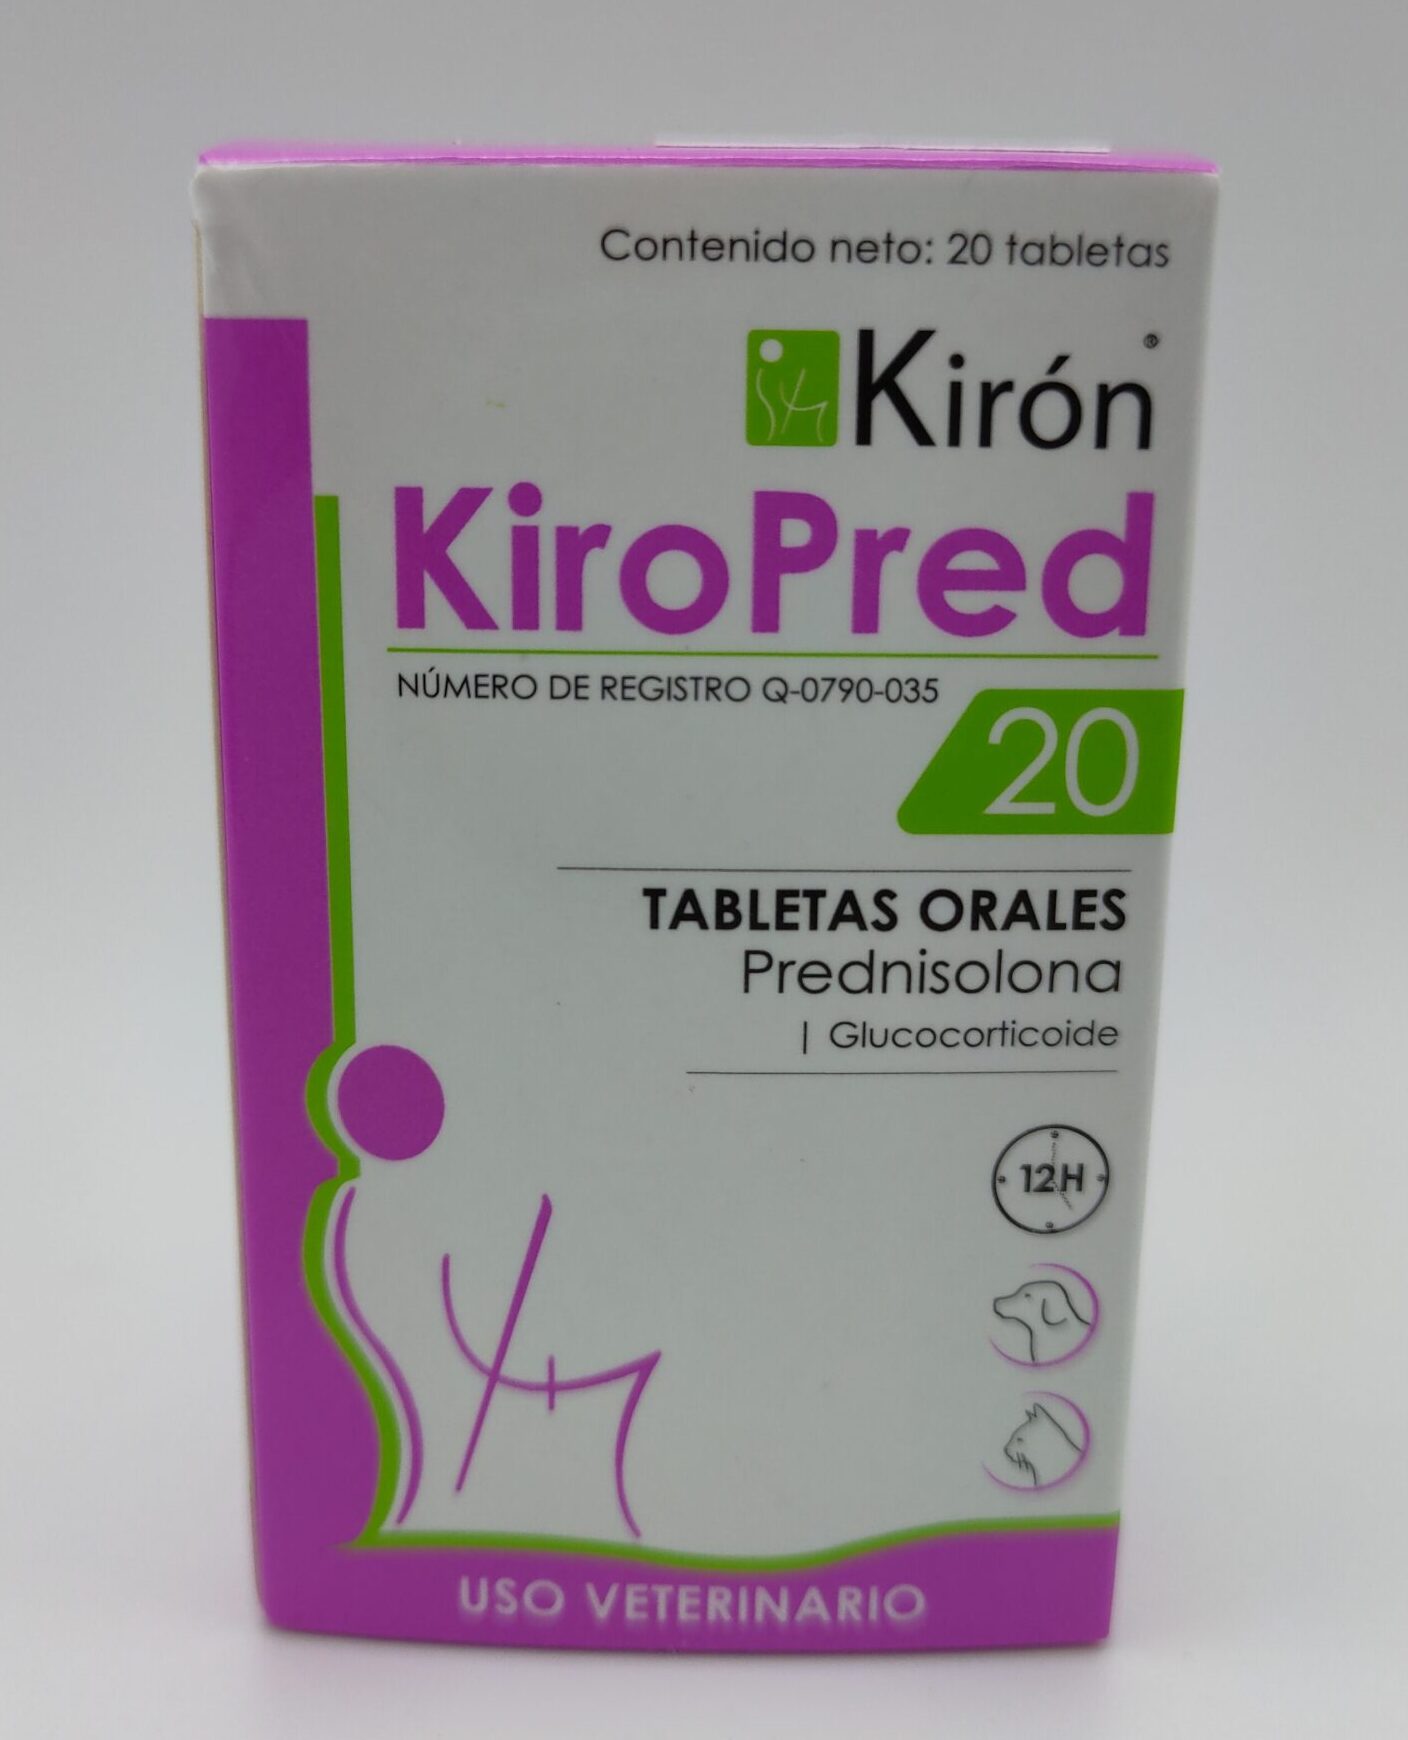 Contenido neto: 20 tabletas
Kirón®
KiroPred
NÚMERO DE REGISTRO Q-0790-035
20
TABLETAS ORALES
Prednisolona
| Glucocorticoide
12H
USO VETERINARIO